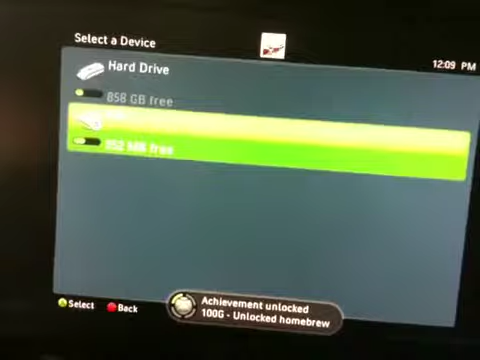 Select a Device
12:09 PM
Hard Drive
858 GB free
352 MB free
Select
Back
Achievement unlocked
100G - Unlocked homebrew